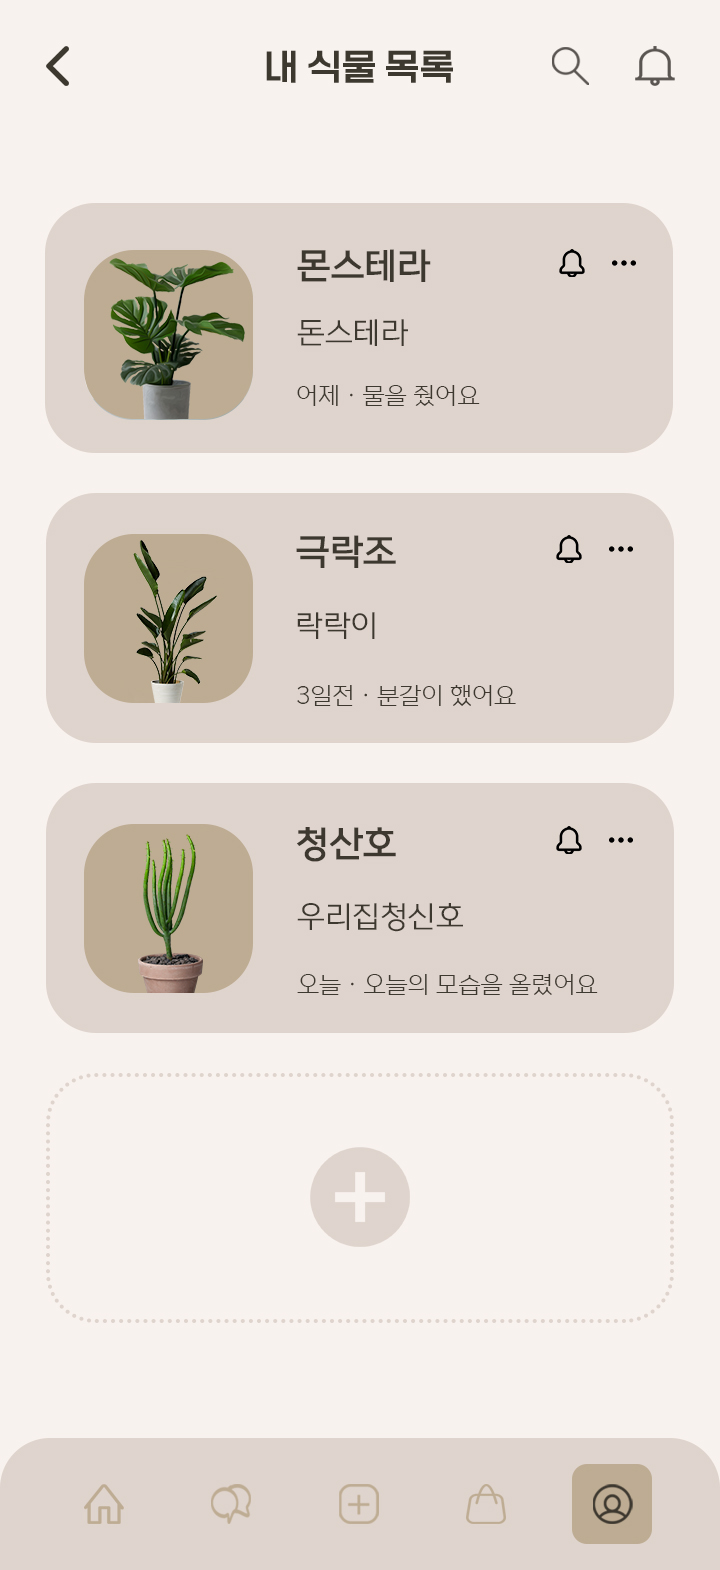 내 식물 목록
몬스테라
돈스테라
어제 · 물을 줬어요
극락조
락락이
3일전 · 분갈이 했어요
청산호
우리집청신호
오늘 · 오늘의 모습을 올렸어요